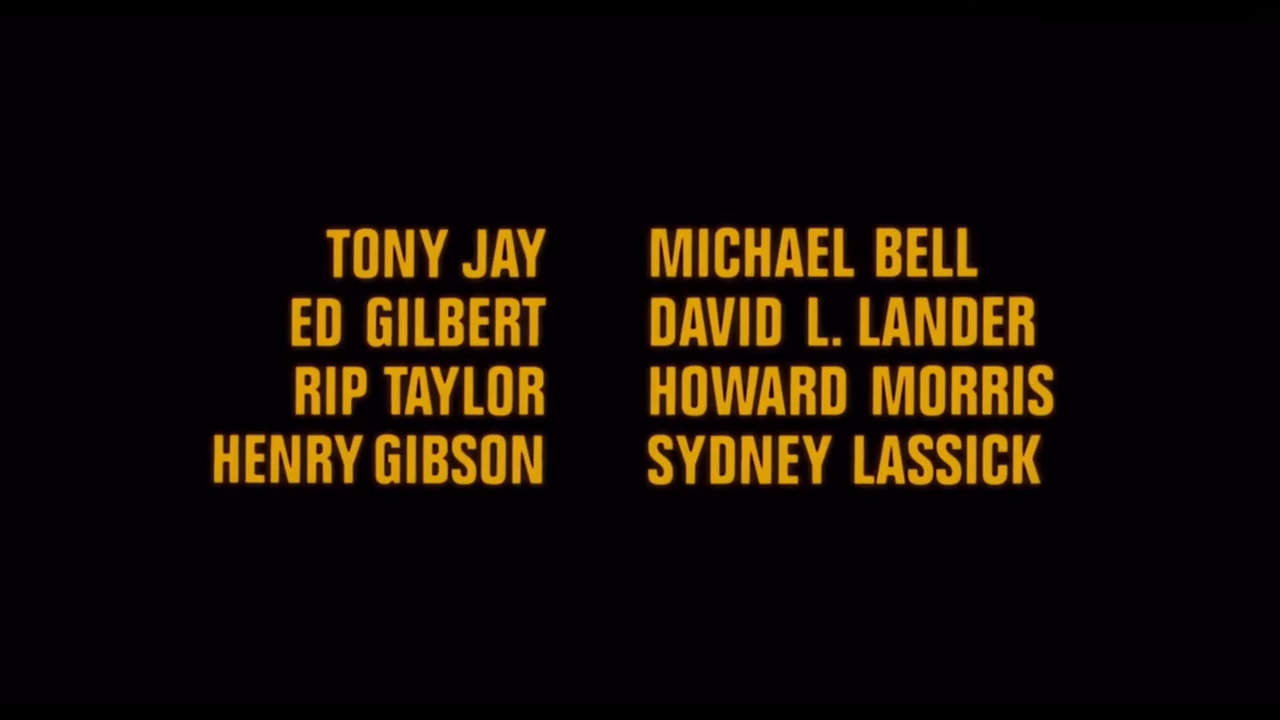 TONY JAY MICHAEL BELL
ED GILBERT DAVID L. LANDER
RIP TAYLOR HOWARD MORRIS
HENRY GIBSON SYDNEY LASSICK